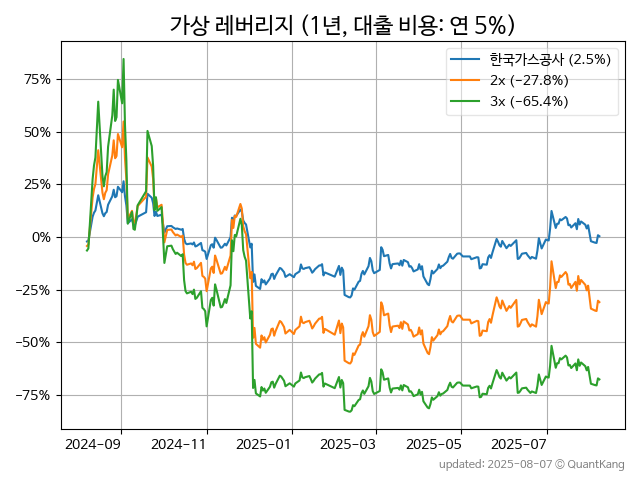 가상 레버리지 (1년, 대출 비용: 연 5%)
한국가스공사 (2.5%)
2x (−27.8%)
3x (−65.4%)
75%
50%
25%
0%
−25%
−50%
−75%
2024-09 2024-11 2025-01 2025-03 2025-05 2025-07
updated: 2025-08-07 © QuantKang